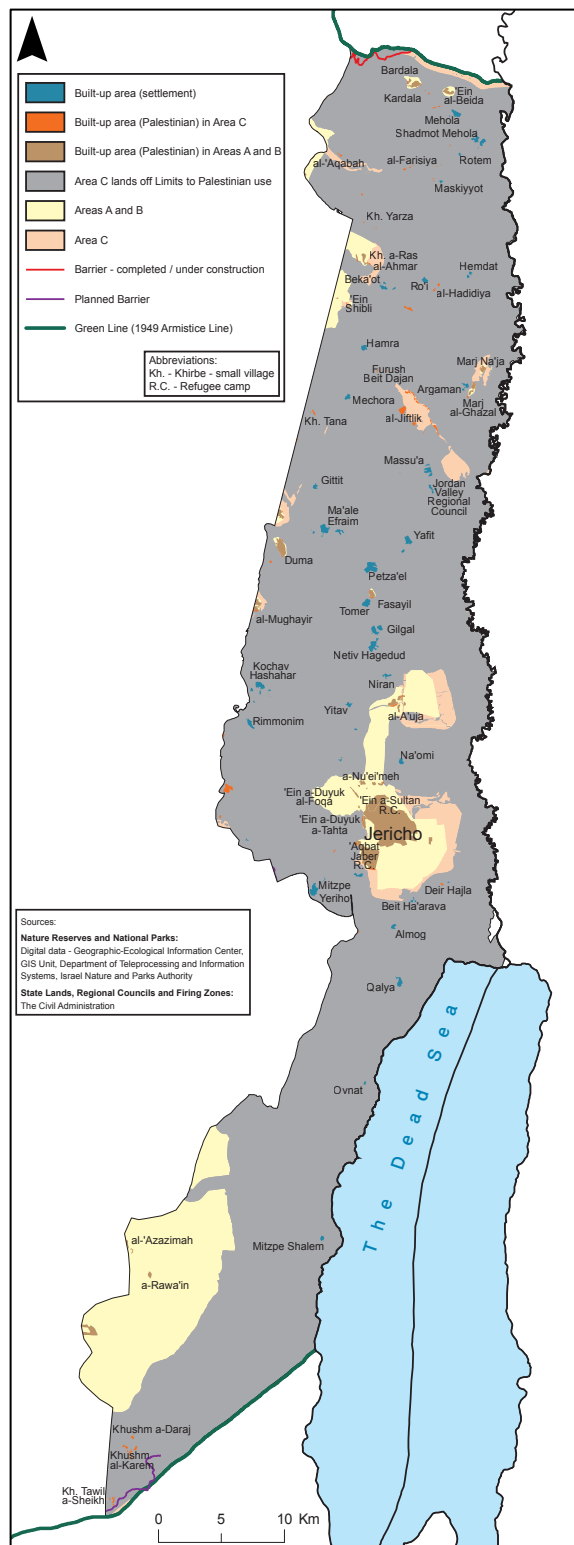 Built-up area (settlement)
Built-up area (Palestinian) in Area C
Built-up area (Palestinian) in Areas A and B
Area C lands off Limits to Palestinian use
Areas A and B
Area C
Barrier - completed / under construction
Planned Barrier
Green Line (1949 Armistice Line)
Abbreviations:
Kh. - Khirbe - small village
R.C. - Refugee camp
Bardala
Kardala
'Ein
al-Beida
Mehola
Shadmot Mehola
al-'Aqabah
al-Farisiya
Rotem
Maskiyyot
Kh. Yarza
Kh. a-Ras
al-Ahmar
Hemdat
Beka'ot
Ro'i
al-Hadidiya
'Ein
Shibli
Hamra
Furush
Beit Dajan
Marj Na'ja
Argaman
Mechora
Marj
al-Ghazal
Kh. Tana
al-Jiftlik
Massu'a
Gittit
Jordan
Valley
Regional
Council
Ma'ale
Efraim
Yafit
Duma
Petza'el
Fasayil
Tomer
al-Mughayir
Gilgal
Netiv Hagedud
Kochav
Hashahar
Niran
Yitav
al-A'uja
Rimmonim
Na'omi
a-Nu'ei'meh
'Ein a-Duyuk
al-Foqa
'Ein a-Sultan
R.C.
'Ein a-Duyuk
a-Tahta
Jericho
'Aqbat
Jaber
R.C.
Mitzpe
Yeriho
Deir Hajla
Beit Ha'arava
Almog
Qalya
Sources:
Nature Reserves and National Parks:
Digital data - Geographic-Ecological Information Center,
GIS Unit, Department of Teleprocessing and Information
Systems, Israel Nature and Parks Authority
State Lands, Regional Councils and Firing Zones:
The Civil Administration
The Dead Sea
Ovnat
al-'Azazimah
Mitzpe Shalem
a-Rawa'in
Khushm a-Daraj
Khushm
al-Karem
Kh. Tawil
a-Sheikh
0 5 10 Km